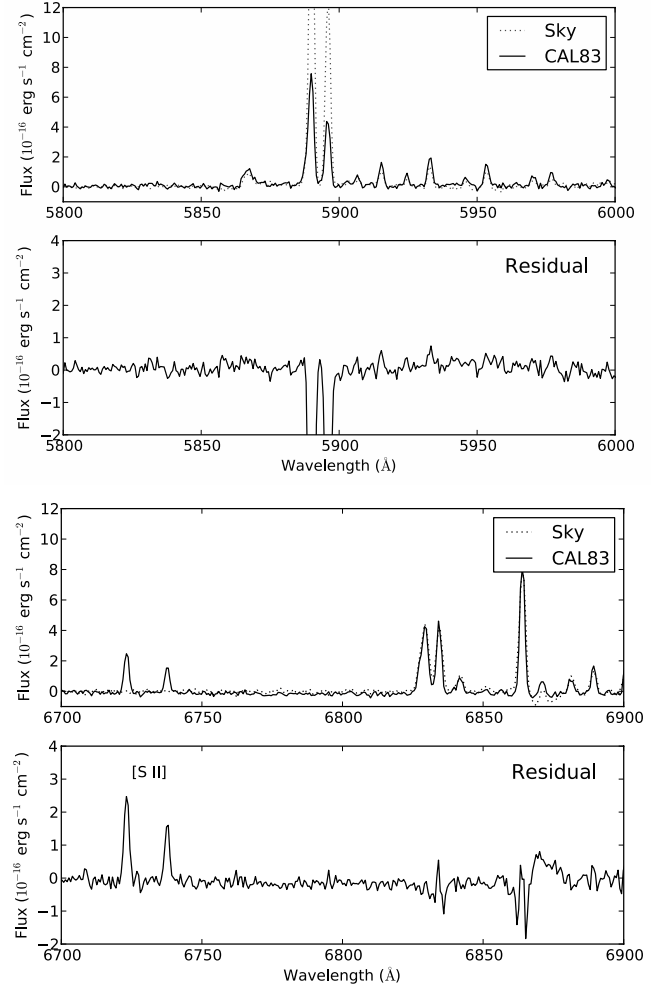 12
10
8
6
4
2
0
Flux (10⁻¹⁶ erg s⁻¹ cm⁻²)
Sky
CAL83
5800 5850 5900 5950 6000
4
3
2
1
0
−1
−2
Flux (10⁻¹⁶ erg s⁻¹ cm⁻²)
Residual
5800 5850 5900 5950 6000
Wavelength (Å)
12
10
8
6
4
2
0
Flux (10⁻¹⁶ erg s⁻¹ cm⁻²)
Sky
CAL83
6700 6750 6800 6850 6900
4
3
2
1
0
−1
−2
Flux (10⁻¹⁶ erg s⁻¹ cm⁻²)
[S II]
Residual
6700 6750 6800 6850 6900
Wavelength (Å)